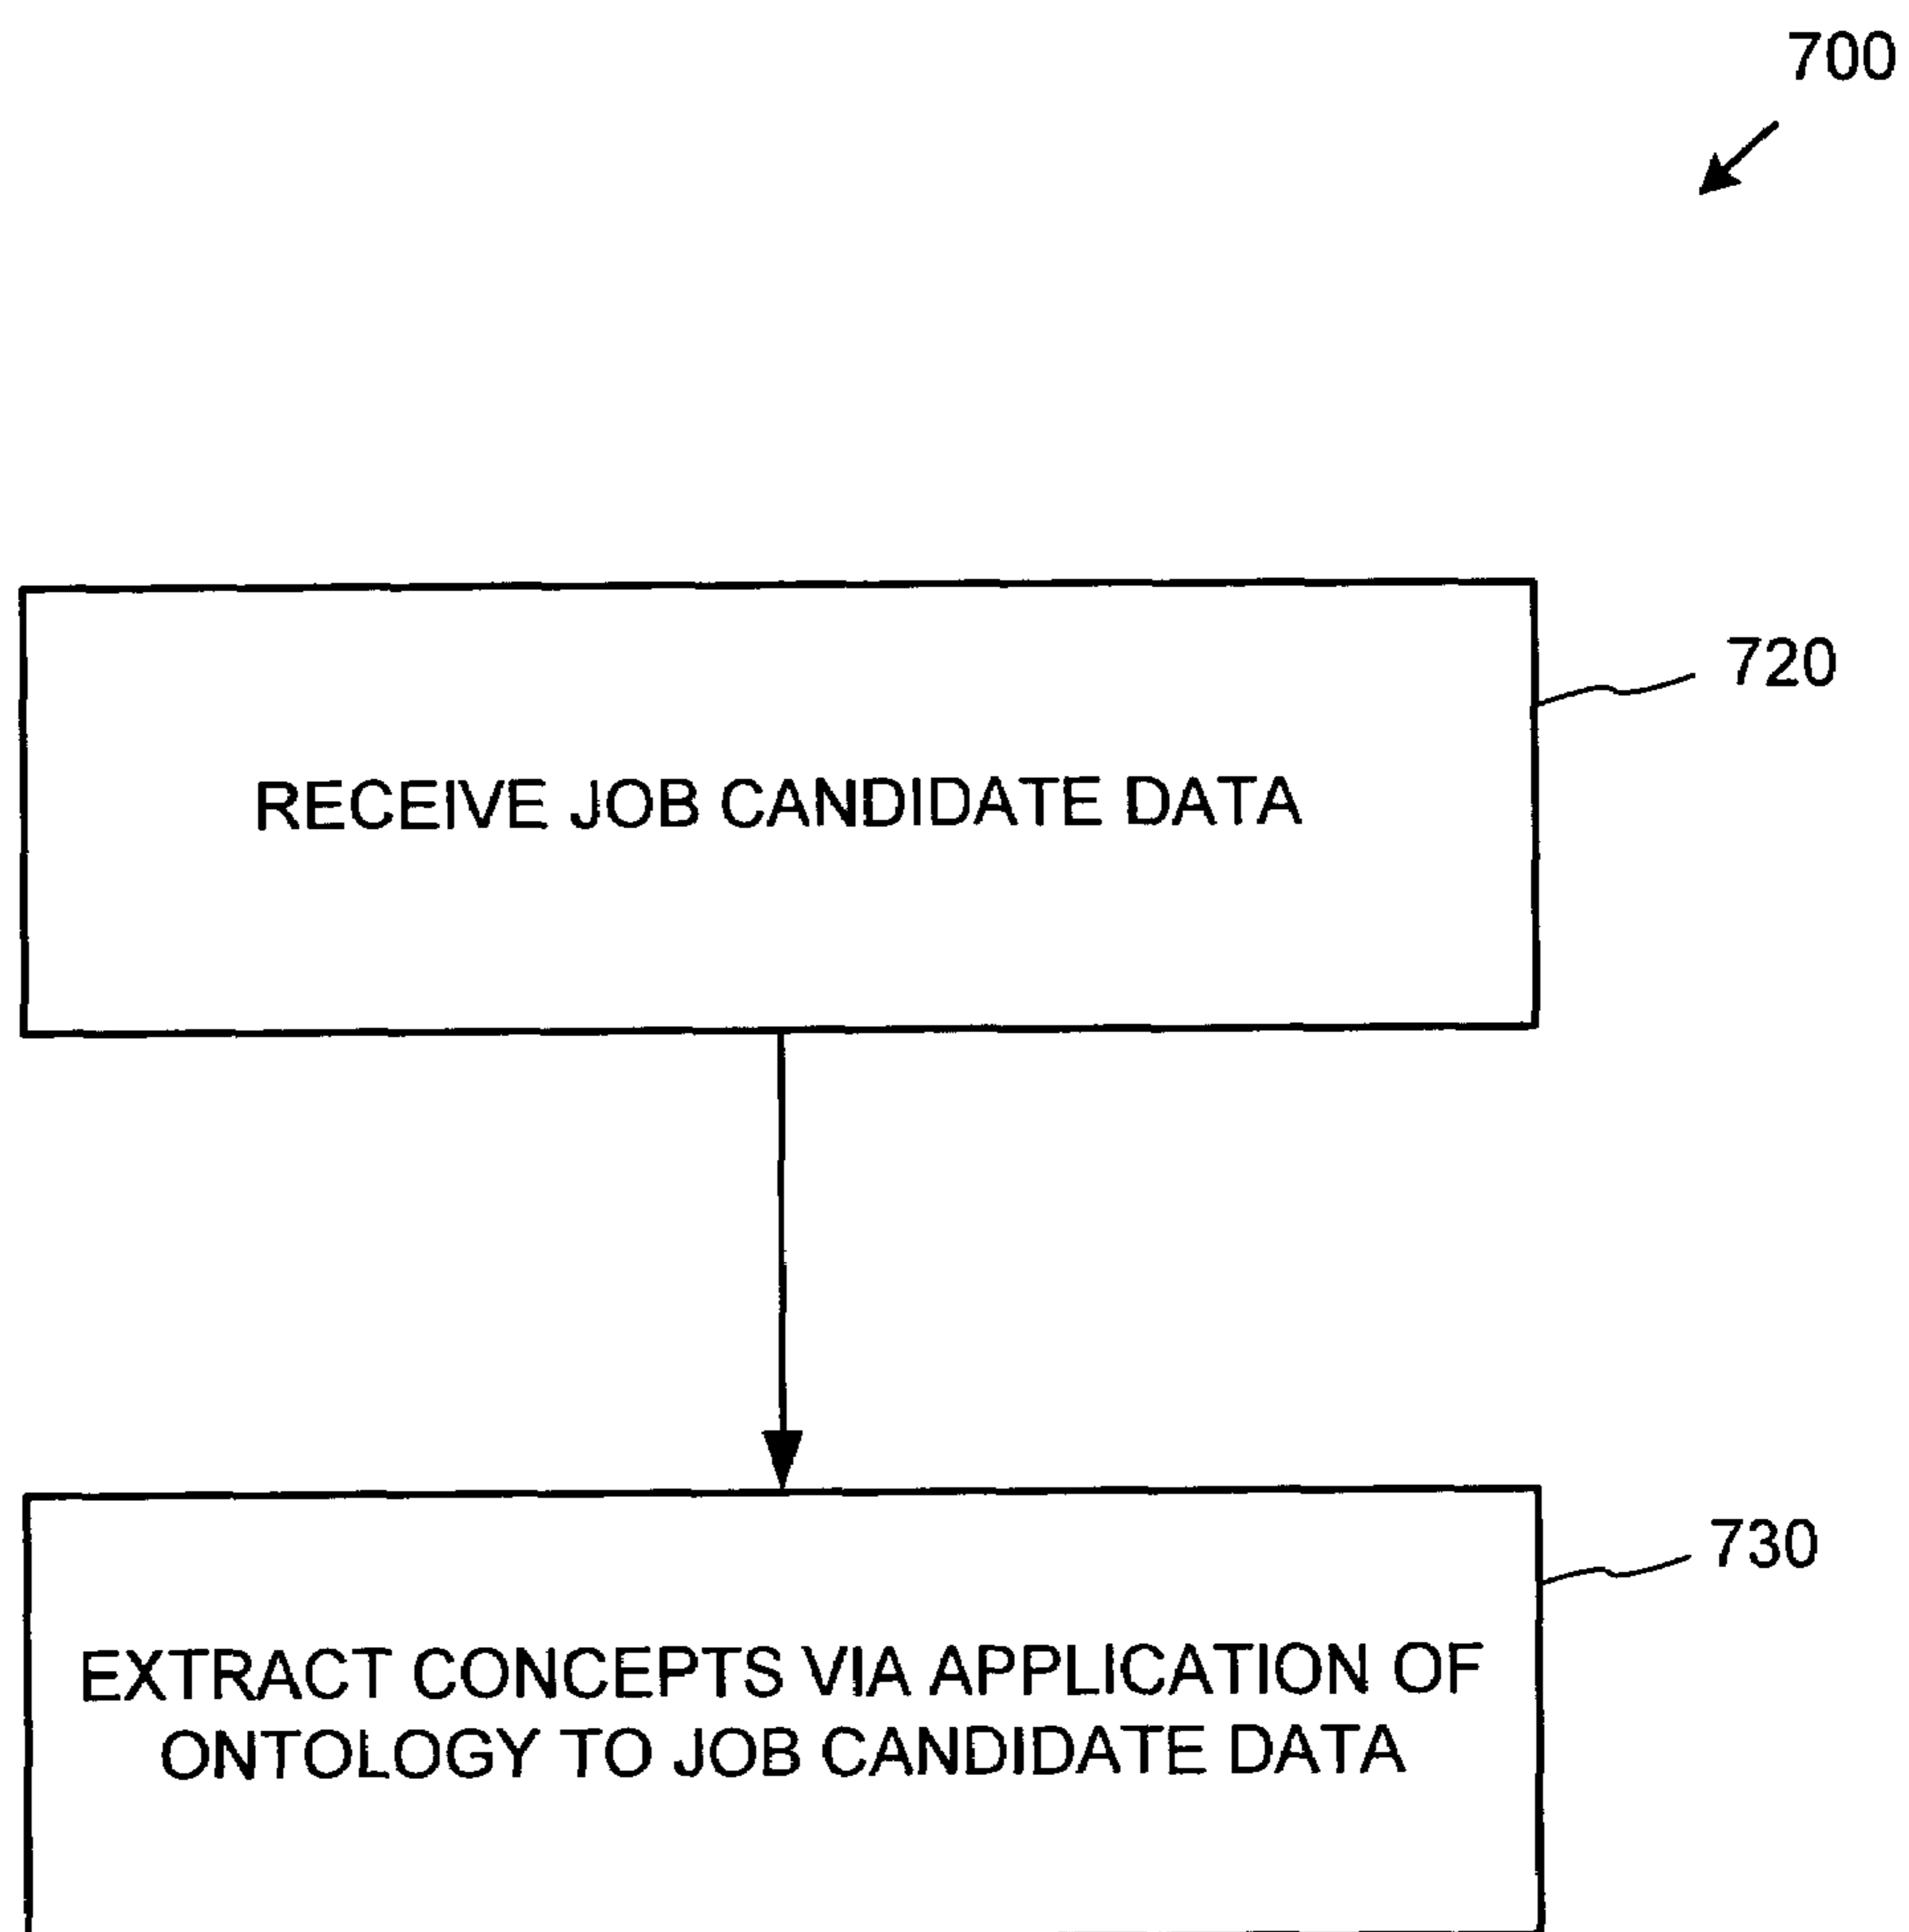 700
720
RECEIVE JOB CANDIDATE DATA
730
EXTRACT CONCEPTS VIA APPLICATION OF
ONTOLOGY TO JOB CANDIDATE DATA